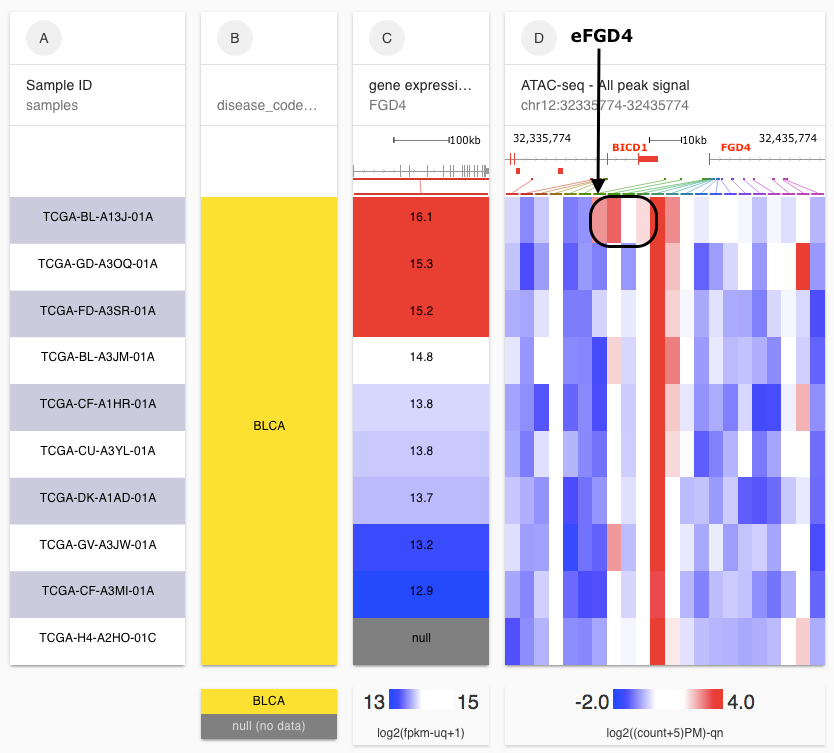 A
B
C
D
eFGD4
Sample ID
samples
disease_code…
gene expressi…
FGD4
ATAC-seq - All peak signal
chr12:32335774-32435774
100kb
32,335,774
BICD1
10kb
FGD4
32,435,774
TCGA-BL-A13J-01A
16.1
TCGA-GD-A3OQ-01A
15.3
TCGA-FD-A3SR-01A
15.2
TCGA-BL-A3JM-01A
14.8
TCGA-CF-A1HR-01A
13.8
BLCA
TCGA-CU-A3YL-01A
13.8
TCGA-DK-A1AD-01A
13.7
TCGA-GV-A3JW-01A
13.2
TCGA-CF-A3MI-01A
12.9
TCGA-H4-A2HO-01C
null
BLCA
null (no data)
13
15
log2(fpkm-uq+1)
-2.0
4.0
log2((count+5)PM)-qn